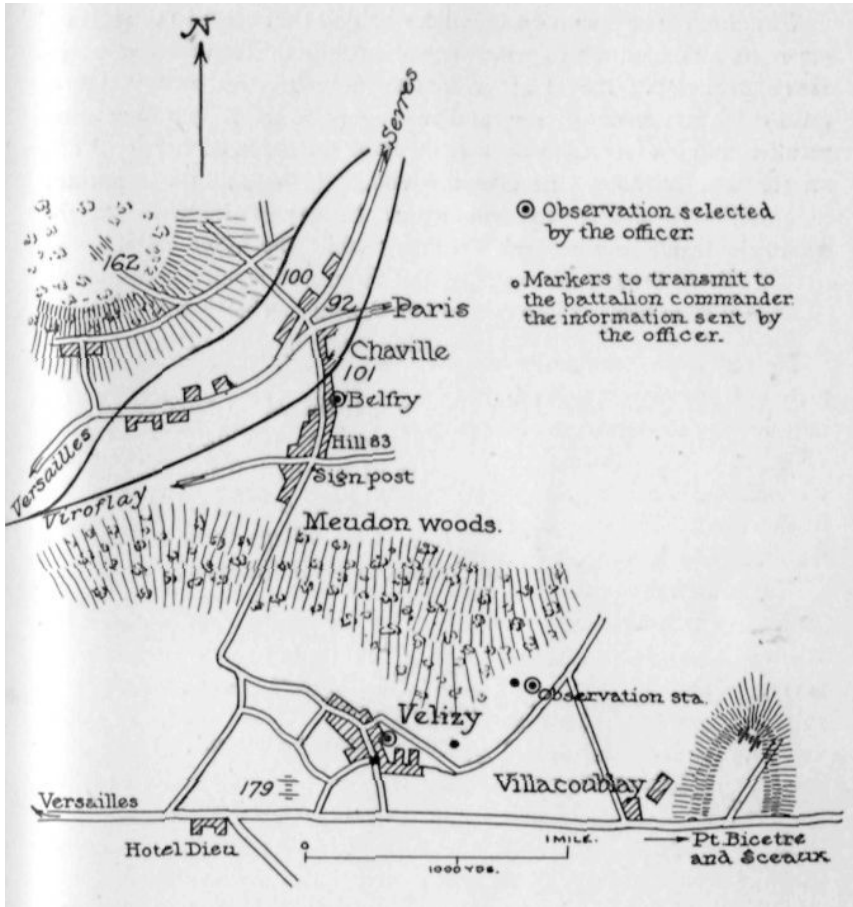 N
Serres
Observation selected
by the officer.
162
100
Markers to transmit to
the battalion commander
the information sent by
the officer.
92
Paris
Chaville
101
Belfry
Hill 83
Versailles
Sign post
Viroflay
Meudon woods.
Observation sta.
Velizy
179
Villacoublay
Versailles
Hotel Dieu
0
1 MILE.
1000 YDS.
Pt. Bicetre
and Sceaux